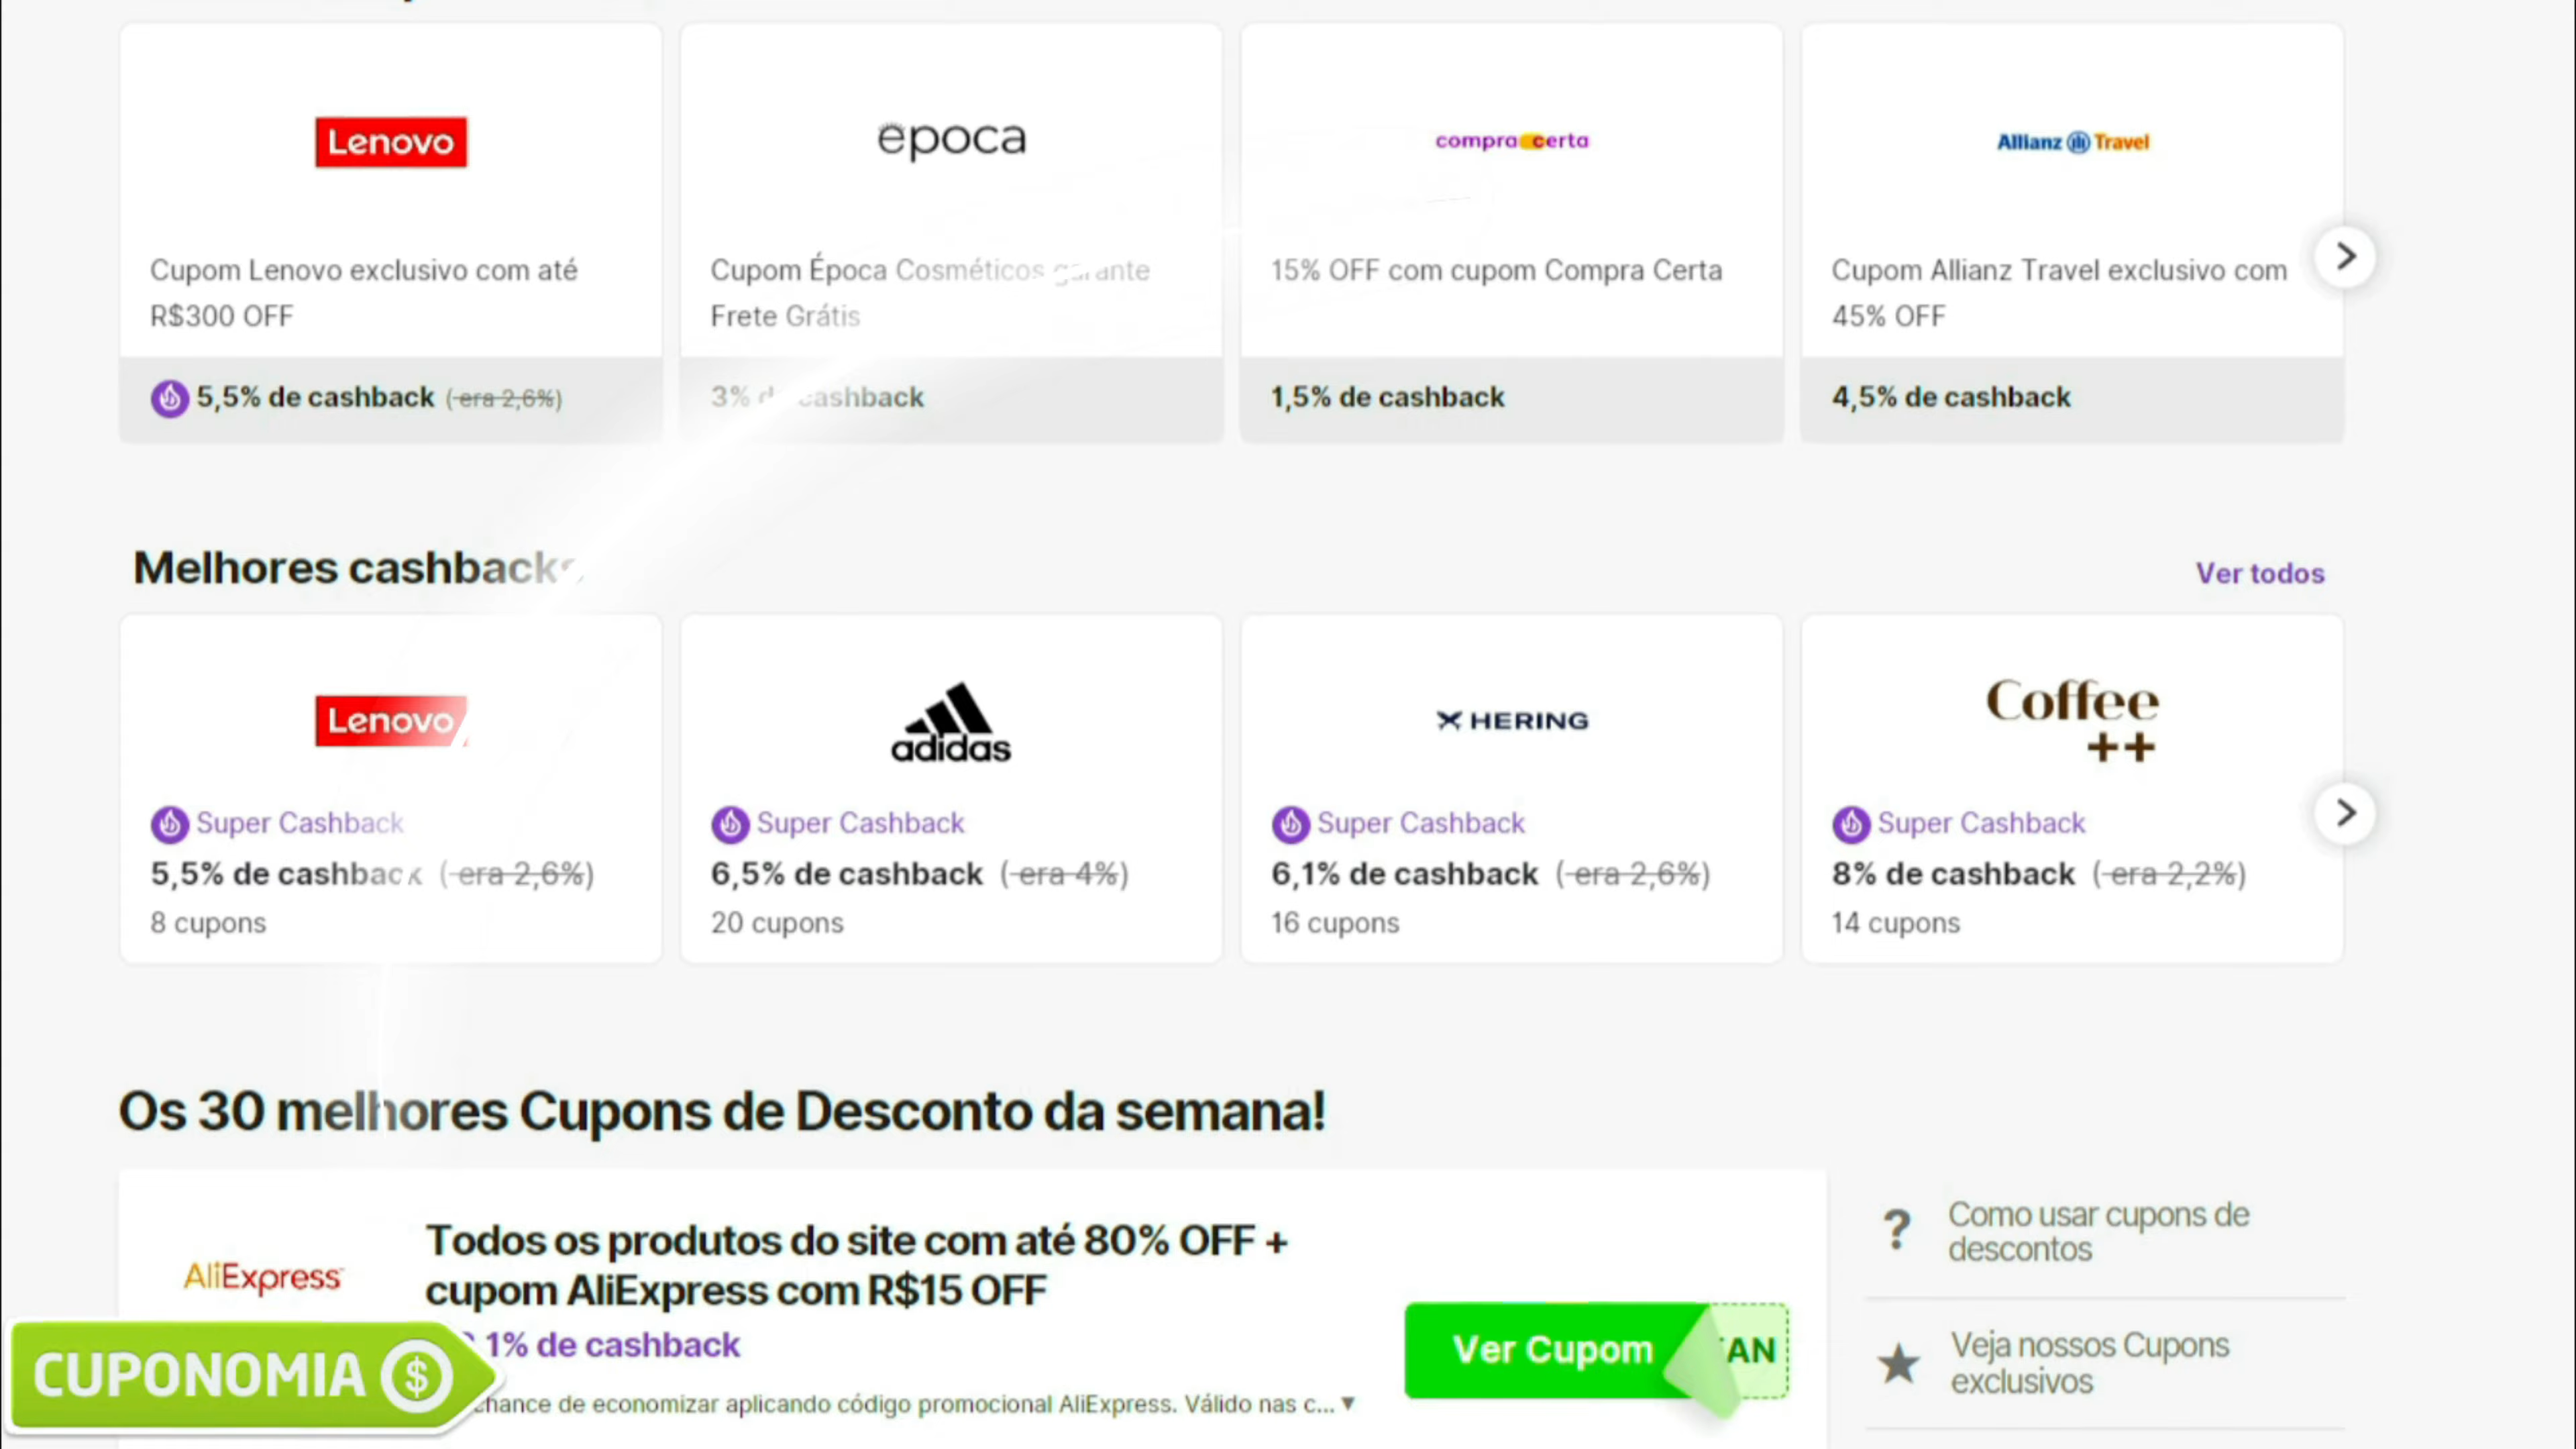 Lenovo
época
compra certa
Allianz Travel
Cupom Lenovo exclusivo com até
R$300 OFF
Cupom Época Cosméticos garante
Frete Grátis
15% OFF com cupom Compra Certa
Cupom Allianz Travel exclusivo com
45% OFF
5,5% de cashback (era 2,6%)
3% de cashback
1,5% de cashback
4,5% de cashback
Melhores cashbacks
Ver todos
Lenovo
adidas
HERING
Coffee
++
Super Cashback
5,5% de cashback (era 2,6%)
8 cupons
Super Cashback
6,5% de cashback (era 4%)
20 cupons
Super Cashback
6,1% de cashback (era 2,6%)
16 cupons
Super Cashback
8% de cashback (era 2,2%)
14 cupons
Os 30 melhores Cupons de Desconto da semana!
AliExpress
Todos os produtos do site com até 80% OFF +
cupom AliExpress com R$15 OFF
1% de cashback
chance de economizar aplicando código promocional AliExpress. Válido nas c... ▼
Ver Cupom
AN
? Como usar cupons de
descontos
Veja nossos Cupons
exclusivos
CUPONOMIA $